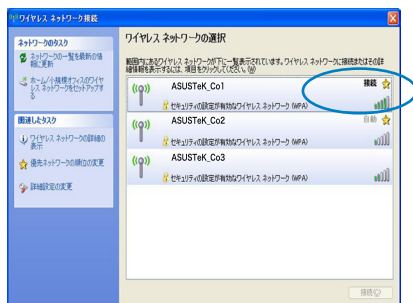 ワイヤレス ネットワーク接続
ネットワークのタスク
ネットワークの一覧を最新の情
報に更新
ホーム/小規模オフィスのワイヤ
レス ネットワークをセットアップす
る
関連したタスク
ワイヤレス ネットワークの詳細の
表示
優先ネットワークの順位の変更
詳細設定の変更
ワイヤレス ネットワークの選択
範囲内にあるワイヤレス ネットワークが下に一覧表示されています。ワイヤレス ネットワークに接続またはその詳
細情報を表示するには、項目をクリックしてください。(W)
ASUSTeK_Co1 接続
セキュリティの設定が有効なワイヤレス ネットワーク (WPA)
ASUSTeK_Co2 自動
セキュリティの設定が有効なワイヤレス ネットワーク (WPA)
ASUSTeK_Co3
セキュリティの設定が有効なワイヤレス ネットワーク (WPA)
接続(C)